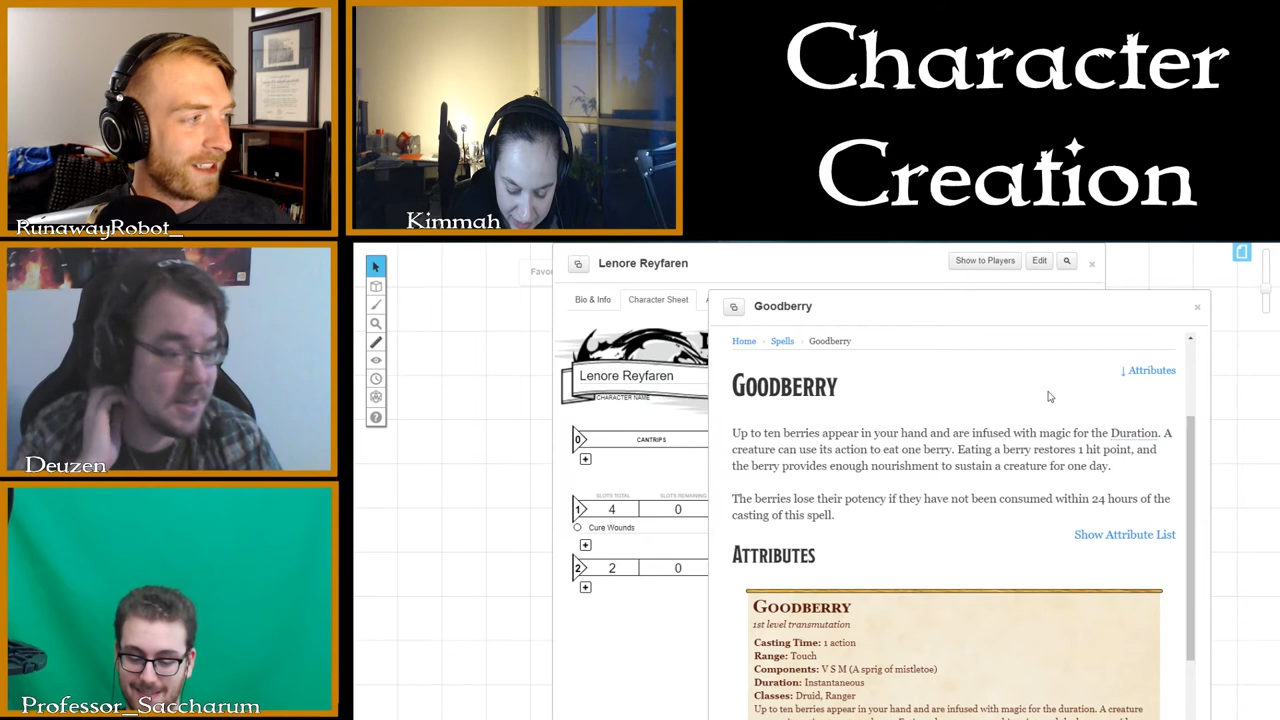 Character
Creation
RunawayRobot_
Kimmah
Deuzen
Professor_Saccharum
Favor
Lenore Reyfaren
Show to Players
Edit
Bio & Info
Character Sheet
Lenore Reyfaren
CHARACTER NAME
0
CANTRIPS
SLOTS TOTAL
SLOTS REMAINING
1
4
0
Cure Wounds
2
2
0
Goodberry
Home › Spells › Goodberry
↓ Attributes
GOODBERRY
Up to ten berries appear in your hand and are infused with magic for the Duration. A
creature can use its action to eat one berry. Eating a berry restores 1 hit point, and
the berry provides enough nourishment to sustain a creature for one day.
The berries lose their potency if they have not been consumed within 24 hours of the
casting of this spell.
Show Attribute List
ATTRIBUTES
GOODBERRY
1st level transmutation
Casting Time: 1 action
Range: Touch
Components: V S M (A sprig of mistletoe)
Duration: Instantaneous
Classes: Druid, Ranger
Up to ten berries appear in your hand and are infused with magic for the duration. A creature